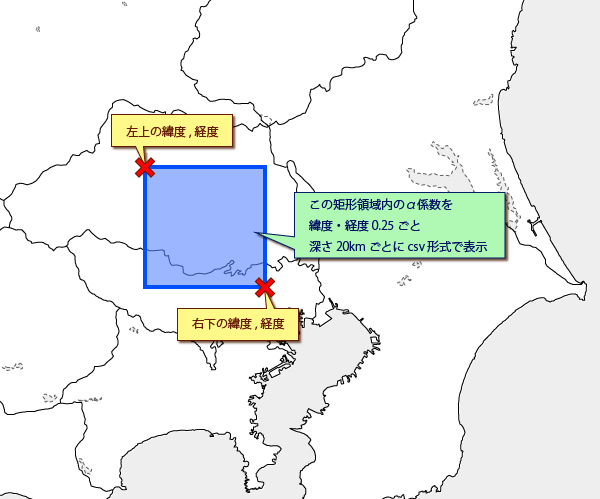 左上の緯度 , 経度
この矩形領域内のα係数を
緯度・経度 0.25 ごと
深さ 20km ごとに csv 形式で表示
右下の緯度 , 経度